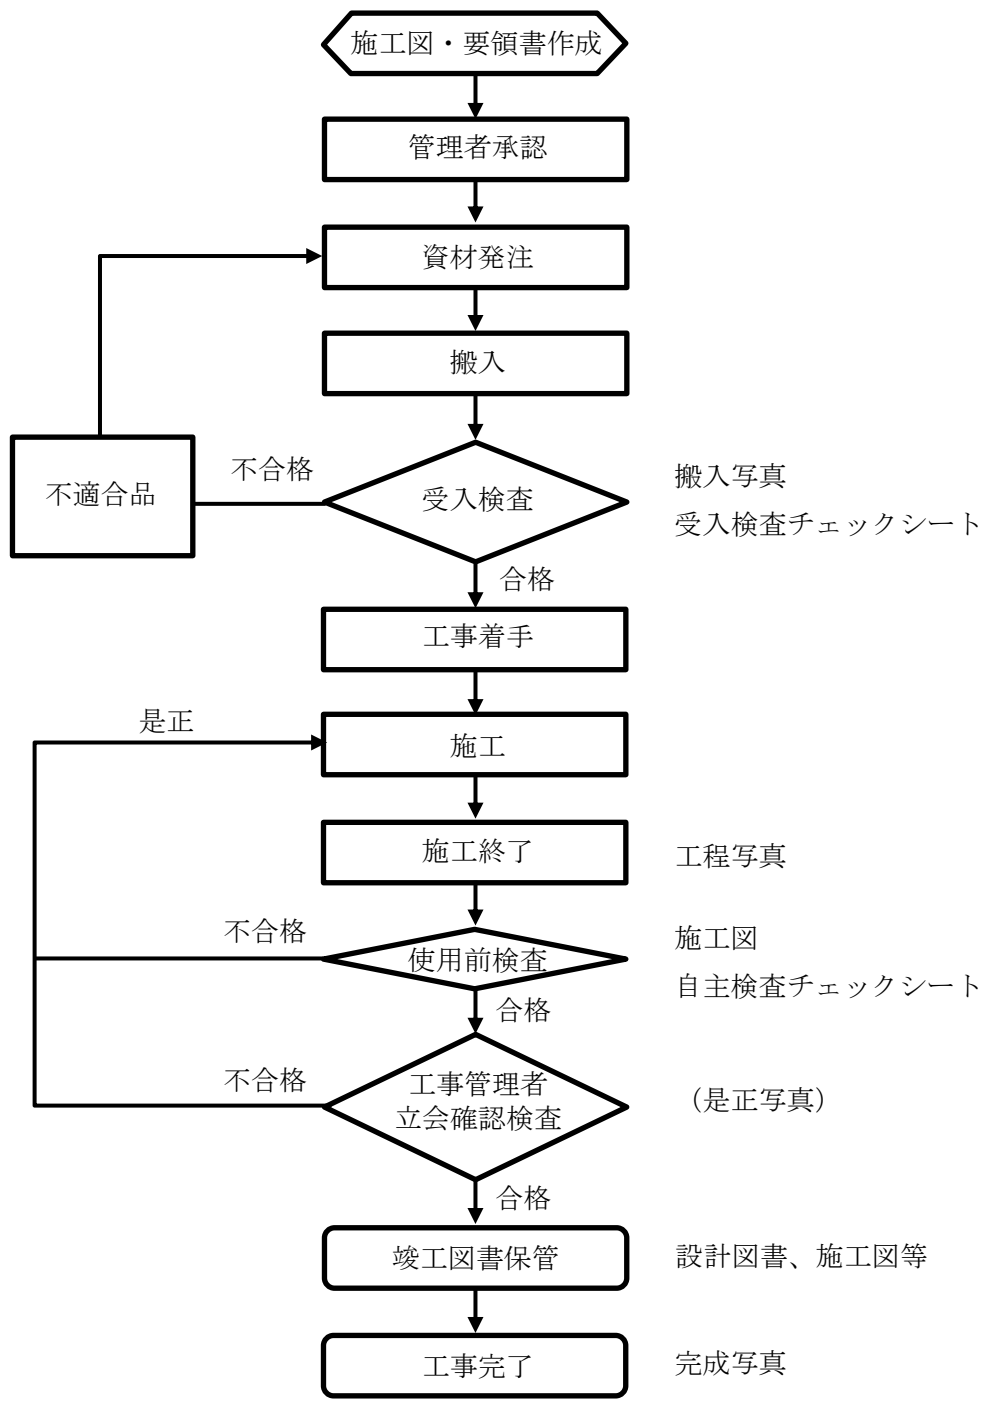 施工図・要領書作成
管理者承認
資材発注
搬入
不適合品
不合格
受入検査
搬入写真
受入検査チェックシート
合格
工事着手
是正
施工
施工終了
工程写真
不合格
使用前検査
施工図
自主検査チェックシート
合格
不合格
工事管理者
立会確認検査
（是正写真）
合格
竣工図書保管
設計図書、施工図等
工事完了
完成写真